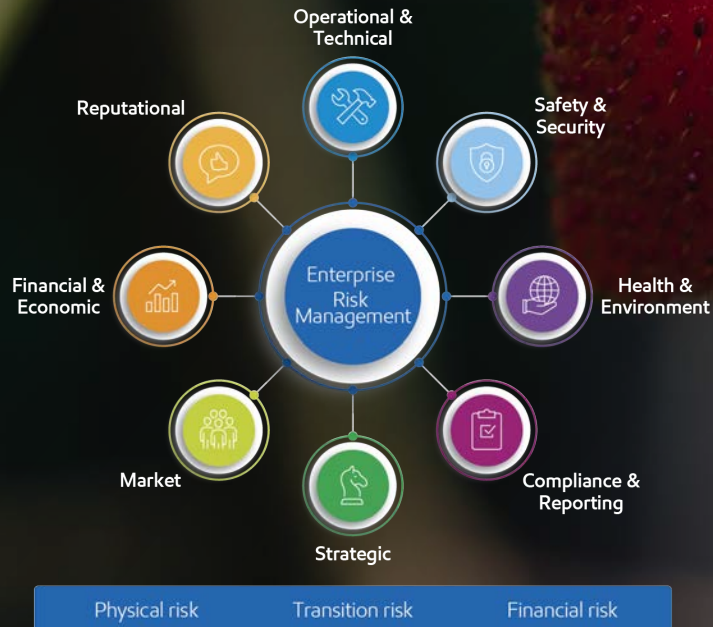 Operational &
Technical
Reputational
Safety &
Security
Enterprise
Risk
Management
Financial &
Economic
Health &
Environment
Market
Compliance &
Reporting
Strategic
Physical risk
Transition risk
Financial risk